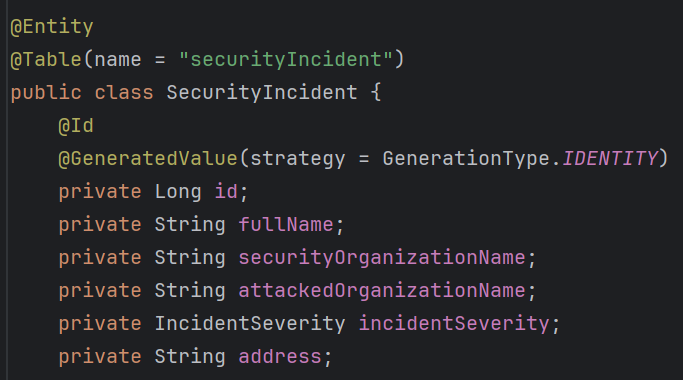 @Entity
@Table(name = "securityIncident")
public class SecurityIncident {
@Id
@GeneratedValue(strategy = GenerationType.IDENTITY)
private Long id;
private String fullName;
private String securityOrganizationName;
private String attackedOrganizationName;
private IncidentSeverity incidentSeverity;
private String address;